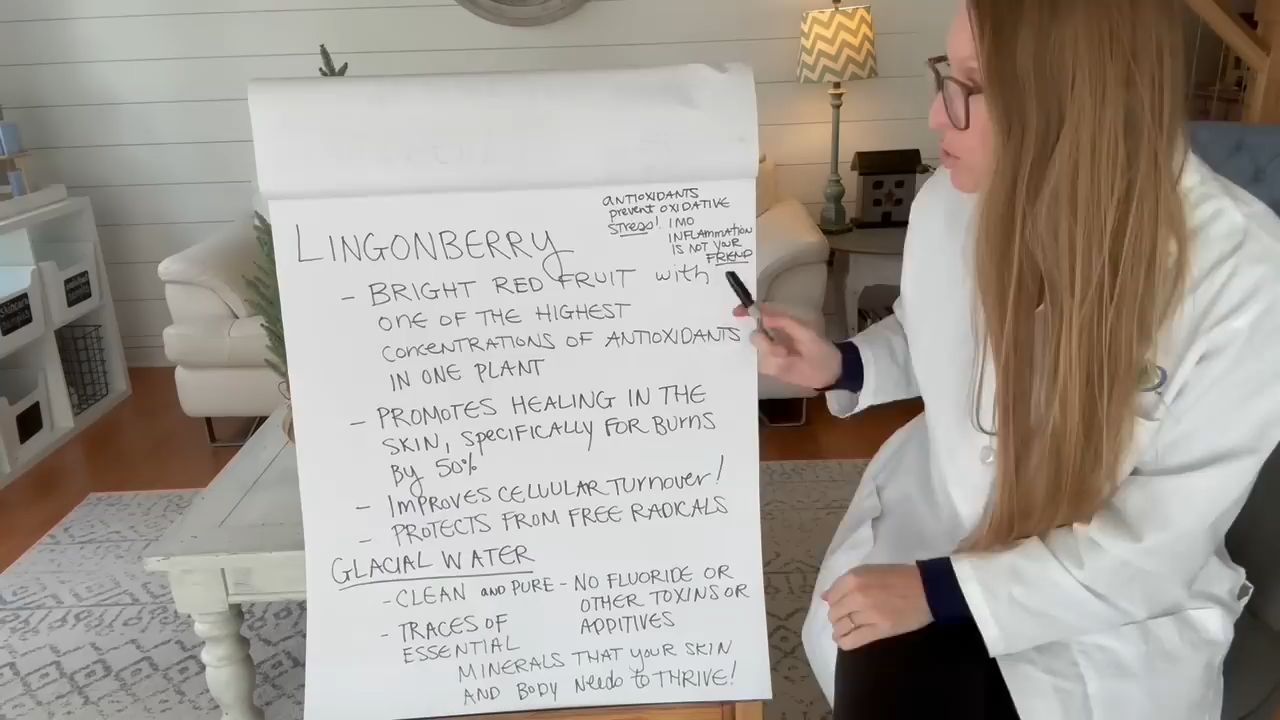 ANTIOXIDANTS
prevent OXIDATIVE
STRESS! IMO
INFLAMMATION
IS NOT YOUR
FRIEND
LINGONBERRY
- BRIGHT RED FRUIT with
ONE OF THE HIGHEST
CONCENTRATIONS OF ANTIOXIDANTS
IN ONE PLANT
- PROMOTES HEALING IN THE
SKIN, SPECIFICALLY FOR BURNS
By 50%
- IMPROVES CELLULAR TURNOVER!
- PROTECTS FROM FREE RADICALS
GLACIAL WATER
- CLEAN AND PURE - NO FLUORIDE OR
OTHER TOXINS OR
ADDITIVES
- TRACES OF
ESSENTIAL
MINERALS THAT YOUR SKIN
AND BODY NEEDS to THRIVE!
Skincare